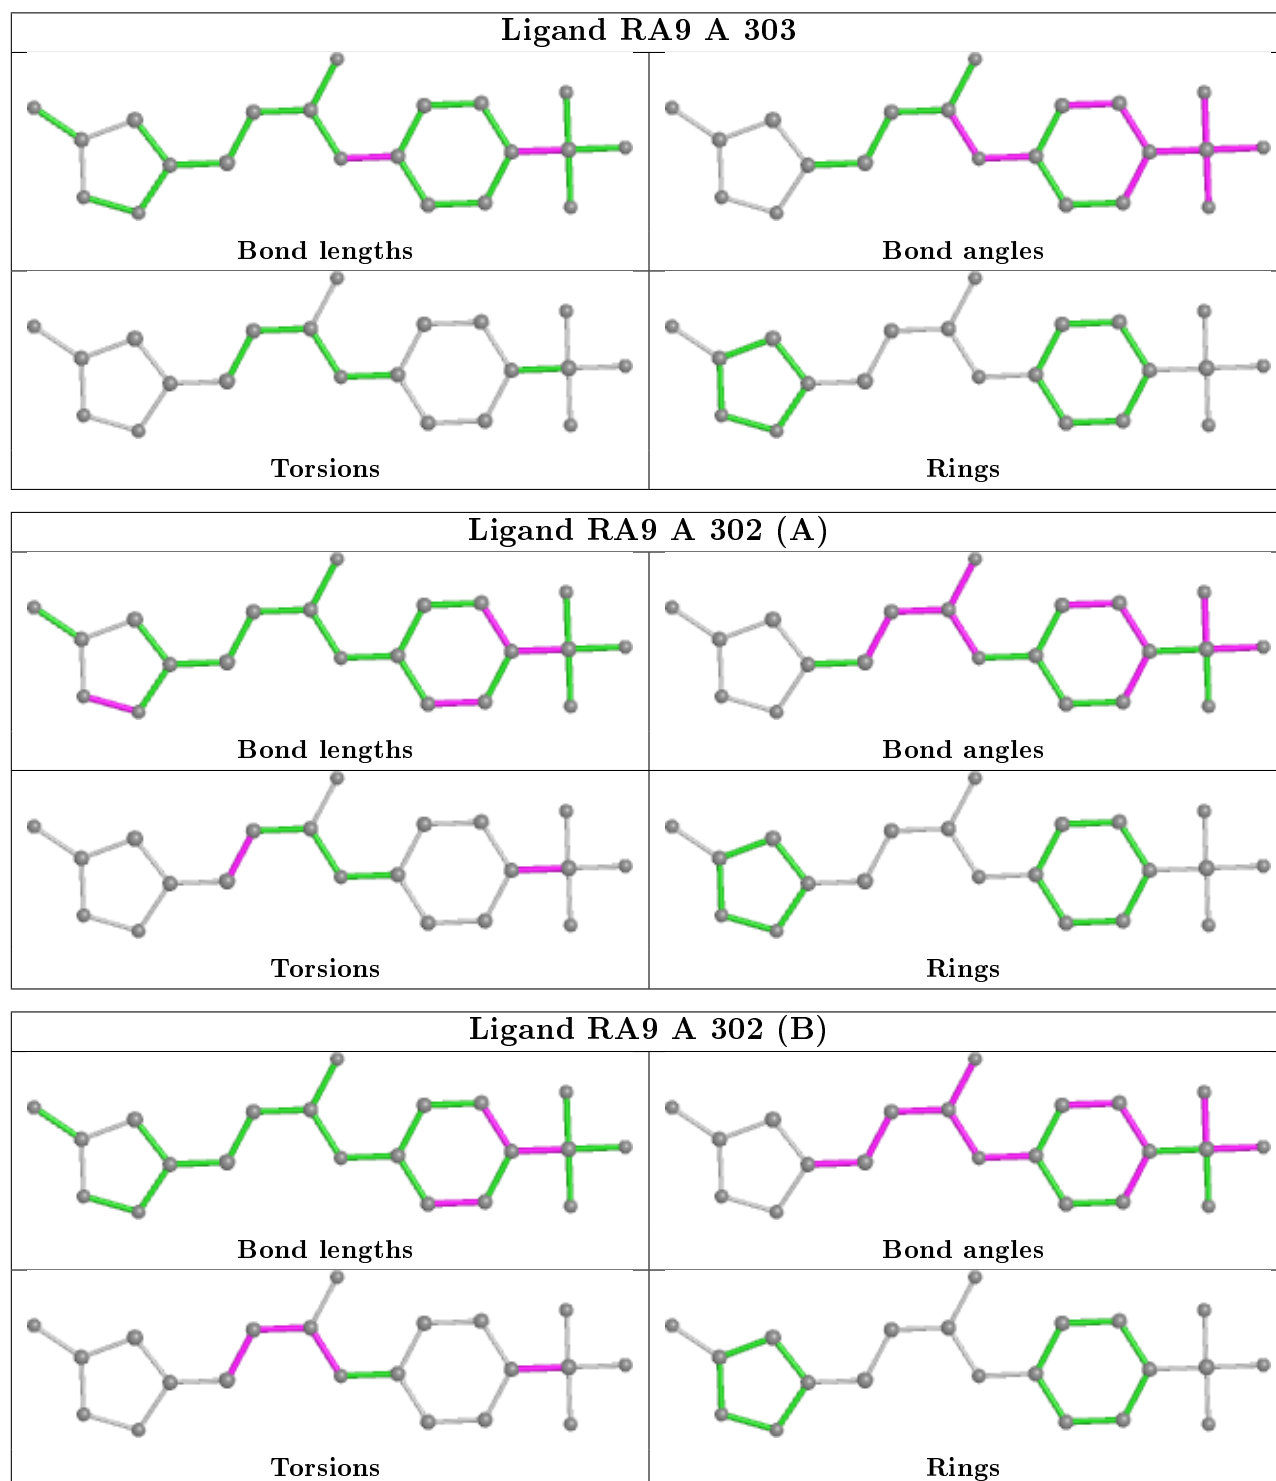 Ligand RA9 A 303
Bond lengths
Bond angles
Torsions
Rings
Ligand RA9 A 302 (A)
Bond lengths
Bond angles
Torsions
Rings
Ligand RA9 A 302 (B)
Bond lengths
Bond angles
Torsions
Rings